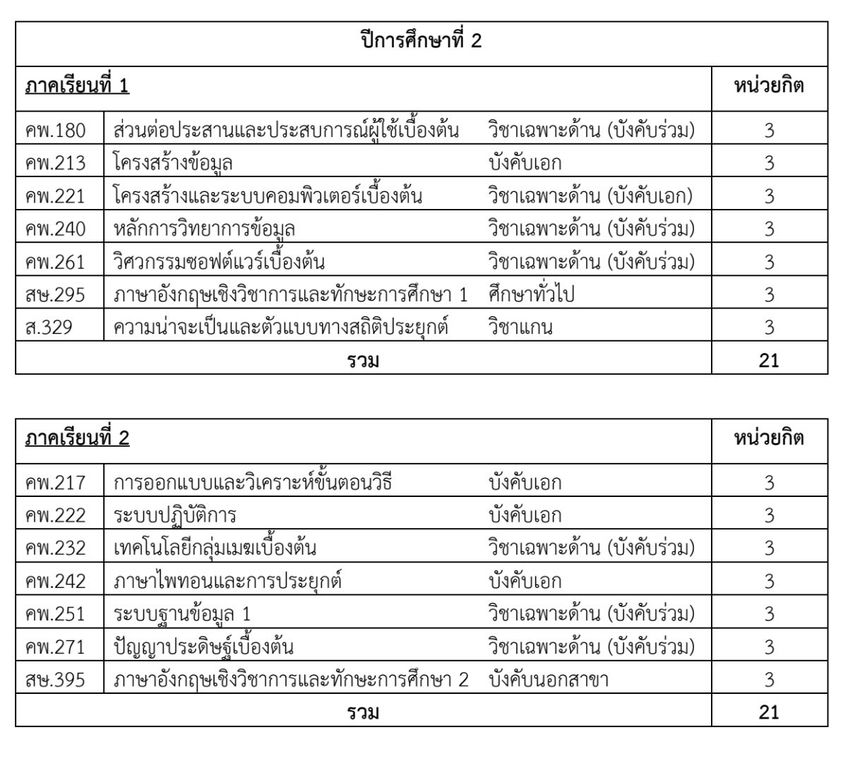 ปีการศึกษาที่ 2
ภาคเรียนที่ 1 หน่วยกิต
คพ.180 ส่วนต่อประสานและประสบการณ์ผู้ใช้เบื้องต้น วิชาเฉพาะด้าน (บังคับร่วม) 3
คพ.213 โครงสร้างข้อมูล บังคับเอก 3
คพ.221 โครงสร้างและระบบคอมพิวเตอร์เบื้องต้น วิชาเฉพาะด้าน (บังคับเอก) 3
คพ.240 หลักการวิทยาการข้อมูล วิชาเฉพาะด้าน (บังคับร่วม) 3
คพ.261 วิศวกรรมซอฟต์แวร์เบื้องต้น วิชาเฉพาะด้าน (บังคับร่วม) 3
สษ.295 ภาษาอังกฤษเชิงวิชาการและทักษะการศึกษา 1 ศึกษาทั่วไป 3
ส.329 ความน่าจะเป็นและตัวแบบทางสถิติประยุกต์ วิชาแกน 3
รวม 21
ภาคเรียนที่ 2 หน่วยกิต
คพ.217 การออกแบบและวิเคราะห์ขั้นตอนวิธี บังคับเอก 3
คพ.222 ระบบปฏิบัติการ บังคับเอก 3
คพ.232 เทคโนโลยีกลุ่มเมฆเบื้องต้น วิชาเฉพาะด้าน (บังคับร่วม) 3
คพ.242 ภาษาไพทอนและการประยุกต์ บังคับเอก 3
คพ.251 ระบบฐานข้อมูล 1 วิชาเฉพาะด้าน (บังคับร่วม) 3
คพ.271 ปัญญาประดิษฐ์เบื้องต้น วิชาเฉพาะด้าน (บังคับร่วม) 3
สษ.395 ภาษาอังกฤษเชิงวิชาการและทักษะการศึกษา 2 บังคับนอกสาขา 3
รวม 21